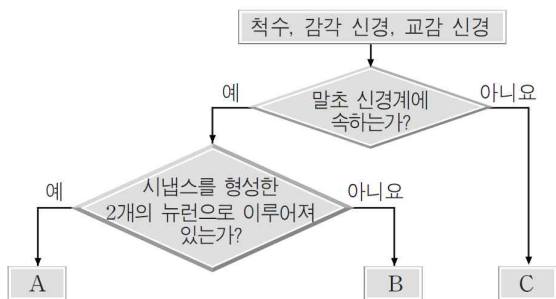 척수, 감각 신경, 교감 신경
예
말초 신경계에
속하는가?
아니요
예
시냅스를 형성한
2개의 뉴런으로 이루어져
있는가?
아니요
A
B
C